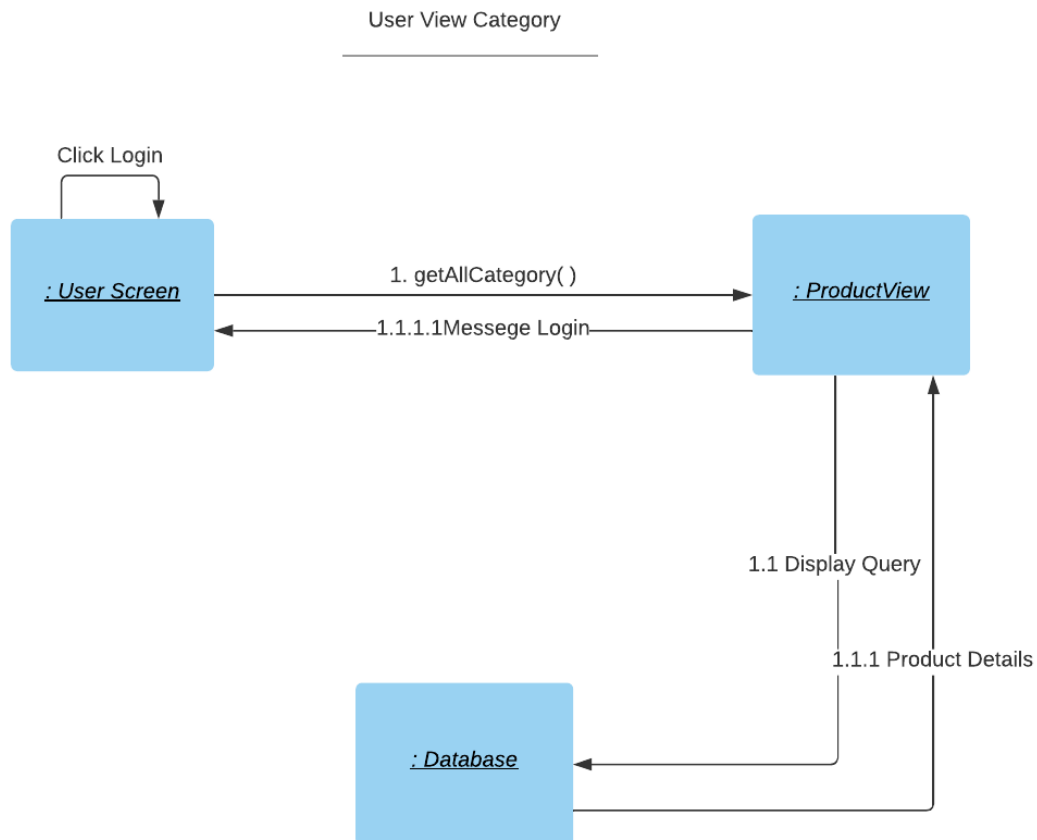 User View Category
Click Login
: User Screen
1. getAllCategory( )
: ProductView
1.1.1.1Messege Login
1.1 Display Query
1.1.1 Product Details
: Database